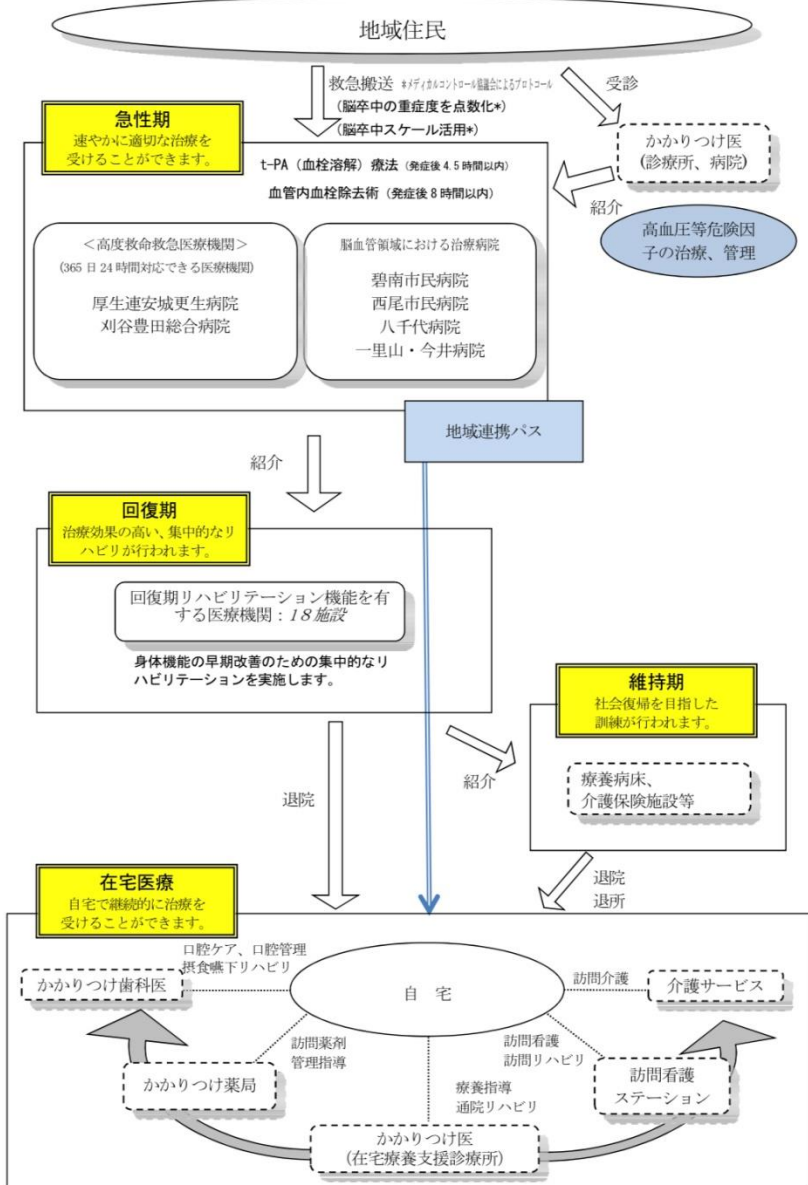 地域住民
救急搬送 *メディカルコントロール協議会によるプロトコール
(脳卒中の重症度を点数化*)
(脳卒中スケール活用*)
受診
急性期
速やかに適切な治療を
受けることができます。
かかりつけ医
(診療所、病院)
t-PA（血栓溶解）療法（発症後4.5時間以内）
血管内血栓除去術（発症後8時間以内）
紹介
高血圧等危険因
子の治療、管理
＜高度救命救急医療機関＞
(365日24時間対応できる医療機関)
厚生連安城更生病院
刈谷豊田総合病院
脳血管領域における治療病院
碧南市民病院
西尾市民病院
八千代病院
一里山・今井病院
地域連携パス
紹介
回復期
治療効果の高い、集中的なリ
ハビリが行われます。
回復期リハビリテーション機能を有
する医療機関：18施設
身体機能の早期改善のための集中的なリ
ハビリテーションを実施します。
維持期
社会復帰を目指した
訓練が行われます。
紹介
療養病床、
介護保険施設等
退院
退院
退所
在宅医療
自宅で継続的に治療を
受けることができます。
口腔ケア、口腔管理
摂食嚥下リハビリ
かかりつけ歯科医
自 宅
訪問介護
介護サービス
訪問薬剤
管理指導
訪問看護
訪問リハビリ
かかりつけ薬局
療養指導
通院リハビリ
訪問看護
ステーション
かかりつけ医
(在宅療養支援診療所)